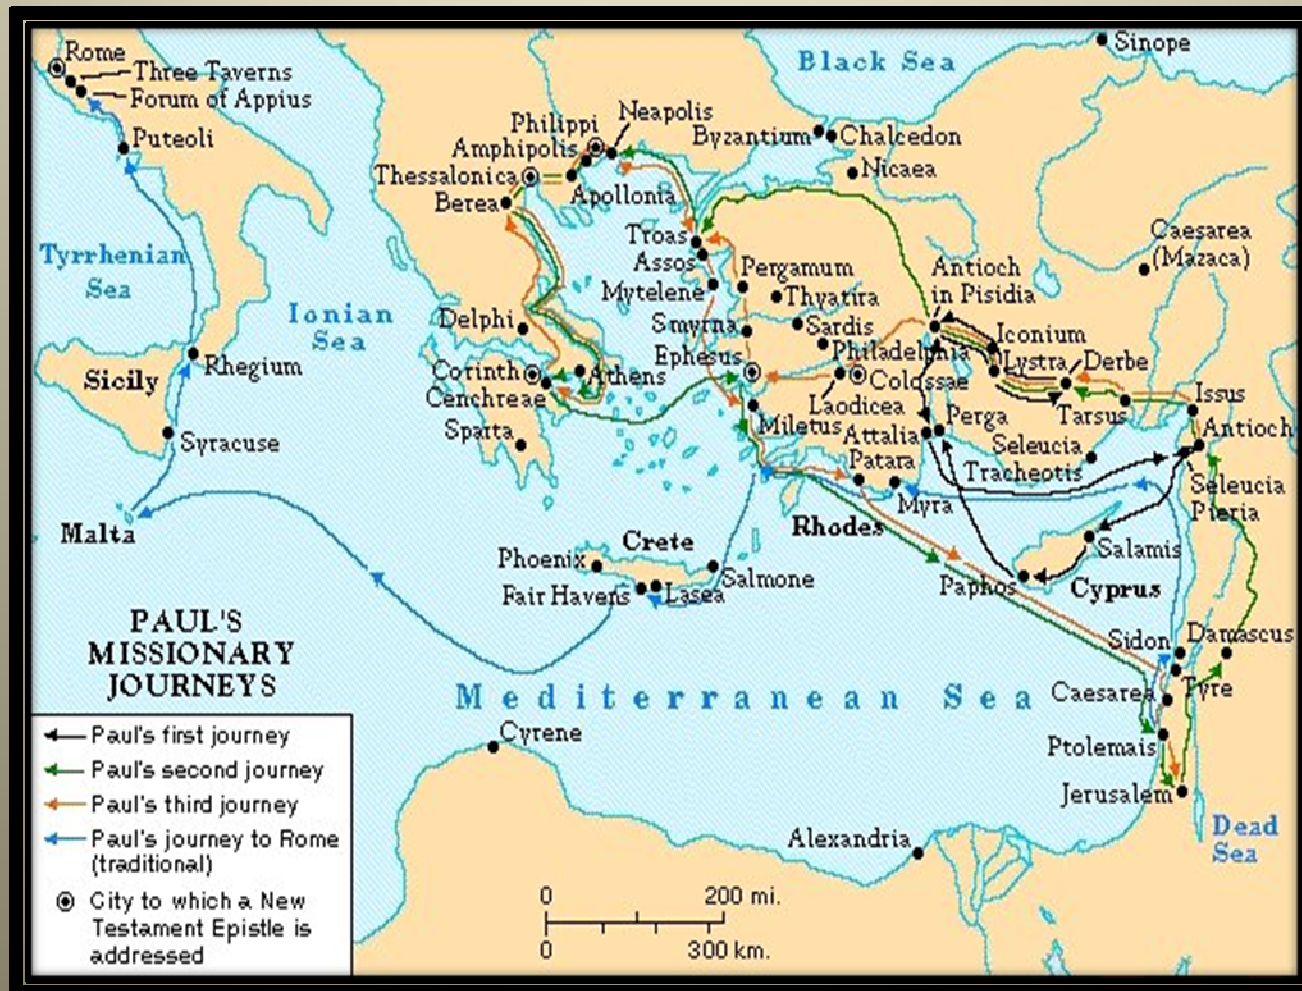 Rome
Three Taverns
Forum of Appius
Puteoli
Tyrrhenian
Sea
Ionian
Sea
Sicily
Rhegium
Syracuse
Malta
Black Sea
Sinope
Byzantium
Chalcedon
Nicaea
Neapolis
Philippi
Amphipolis
Thessalonica
Apollonia
Berea
Troas
Assos
Mytelene
Pergamum
Thyatira
Smyrna
Sardis
Philadelphia
Ephesus
Colossae
Laodicea
Miletus
Antioch
in Pisidia
Iconium
Lystra
Derbe
Caesarea
(Mazaca)
Delphi
Corinth
Athens
Cenchreae
Sparta
Perga
Attalia
Patara
Myra
Tarsus
Issus
Antioch
Seleucia
Tracheotis
Seleucia
Pieria
Rhodes
Crete
Phoenix
Fair Havens
Lasea
Salmone
Salamis
Paphos
Cyprus
Sidon
Damascus
Tyre
Caesarea
Ptolemais
Jerusalem
Dead
Sea
Mediterranean Sea
Cyrene
Alexandria
PAUL'S
MISSIONARY
JOURNEYS
Paul's first journey
Paul's second journey
Paul's third journey
Paul's journey to Rome
(traditional)
City to which a New
Testament Epistle is
addressed
0 200 mi.
0 300 km.